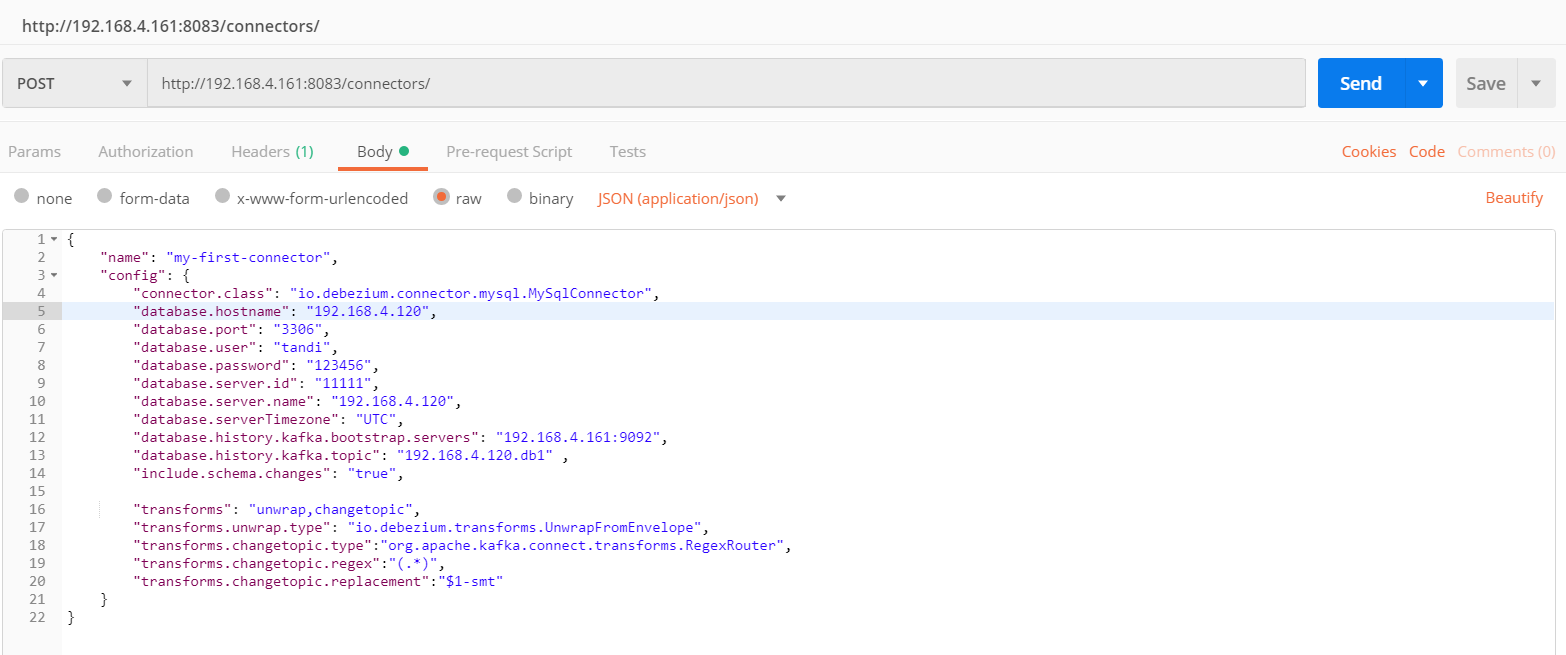 http://192.168.4.161:8083/connectors/
POST http://192.168.4.161:8083/connectors/ Send Save
Params Authorization Headers (1) Body Pre-request Script Tests Cookies Code Comments (0)
none form-data x-www-form-urlencoded raw binary JSON (application/json) Beautify
1 {
2 "name": "my-first-connector",
3 "config": {
4 "connector.class": "io.debezium.connector.mysql.MySqlConnector",
5 "database.hostname": "192.168.4.120",
6 "database.port": "3306",
7 "database.user": "tandi",
8 "database.password": "123456",
9 "database.server.id": "11111",
10 "database.server.name": "192.168.4.120",
11 "database.serverTimezone": "UTC",
12 "database.history.kafka.bootstrap.servers": "192.168.4.161:9092",
13 "database.history.kafka.topic": "192.168.4.120.db1" ,
14 "include.schema.changes": "true",
15
16 "transforms": "unwrap,changetopic",
17 "transforms.unwrap.type": "io.debezium.transforms.UnwrapFromEnvelope",
18 "transforms.changetopic.type":"org.apache.kafka.connect.transforms.RegexRouter",
19 "transforms.changetopic.regex":"(.*)",
20 "transforms.changetopic.replacement":"$1-smt"
21 }
22 }